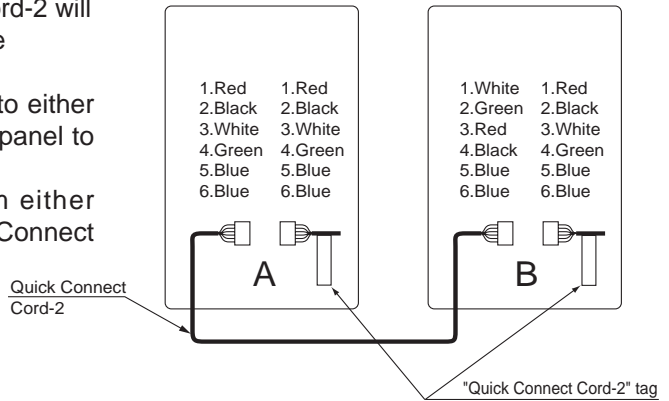 ord-2 will
e
to either
panel to
n either
Connect
1.Red 1.Red
2.Black 2.Black
3.White 3.White
4.Green 4.Green
5.Blue 5.Blue
6.Blue 6.Blue
1.White 1.Red
2.Green 2.Black
3.Red 3.White
4.Black 4.Green
5.Blue 5.Blue
6.Blue 6.Blue
A
B
Quick Connect
Cord-2
"Quick Connect Cord-2" tag